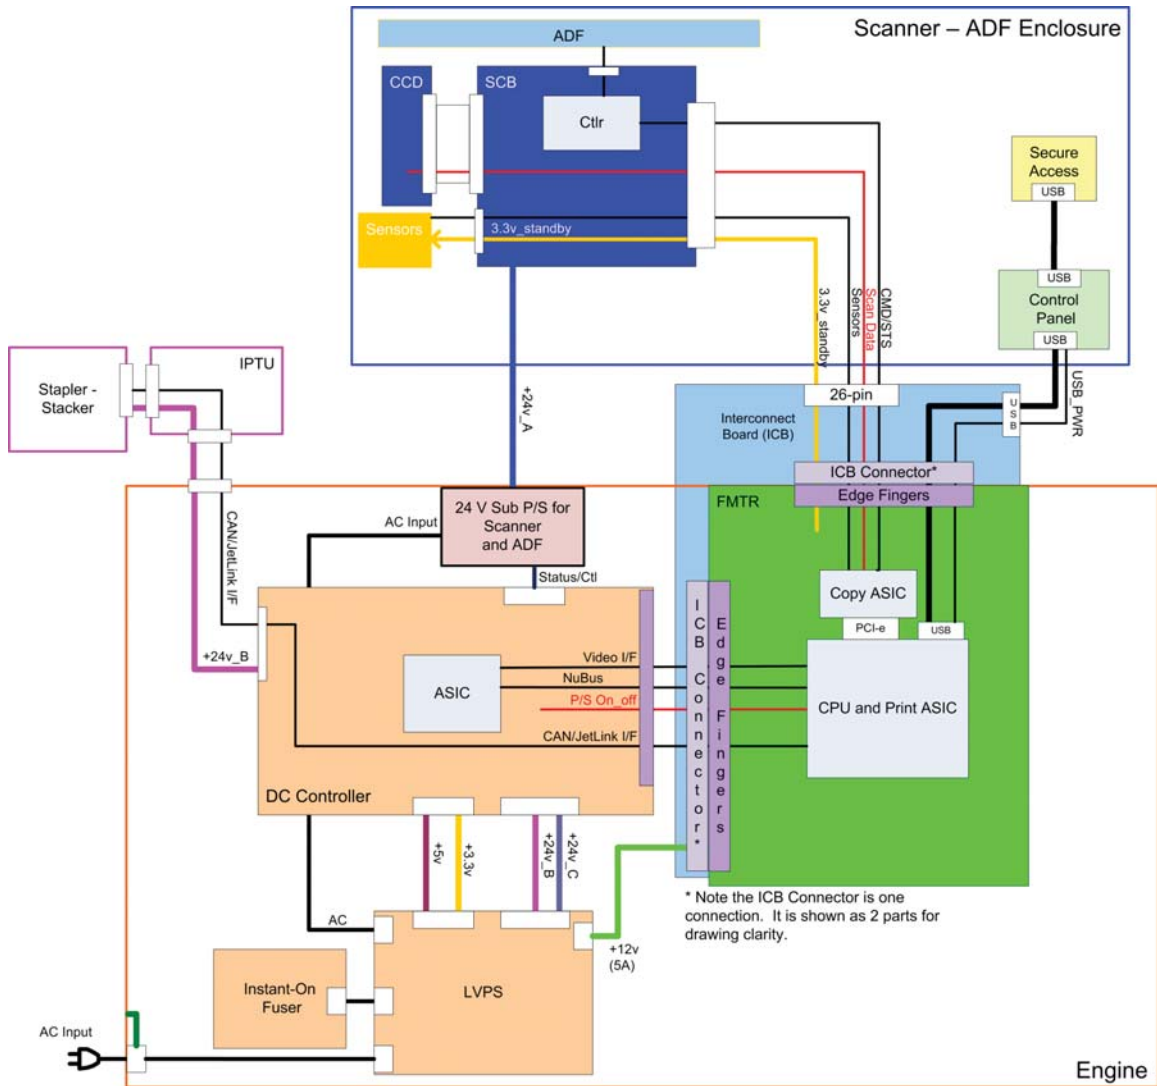 Scanner – ADF Enclosure
ADF
CCD
SCB
Ctlr
Secure
Access
USB
Sensors
3.3v_standby
USB
Control
Panel
USB
3.3v_standby
Sensors
Scan Data
CMD/STS
USB_PWR
IPTU
Stapler -
Stacker
+24v_A
26-pin
USB
Interconnect
Board (ICB)
ICB Connector*
Edge Fingers
FMTR
CAN/JetLink I/F
AC Input
24 V Sub P/S for
Scanner
and ADF
Status/Ctl
Copy ASIC
PCI-e
USB
ICB Connector*
Edge Fingers
+24v_B
Video I/F
NuBus
ASIC
P/S On_off
CPU and Print ASIC
CAN/JetLink I/F
DC Controller
+5v
+3.3v
+24v_B
+24v_C
* Note the ICB Connector is one
connection. It is shown as 2 parts for
drawing clarity.
AC
+12v
(5A)
Instant-On
Fuser
LVPS
AC Input
Engine